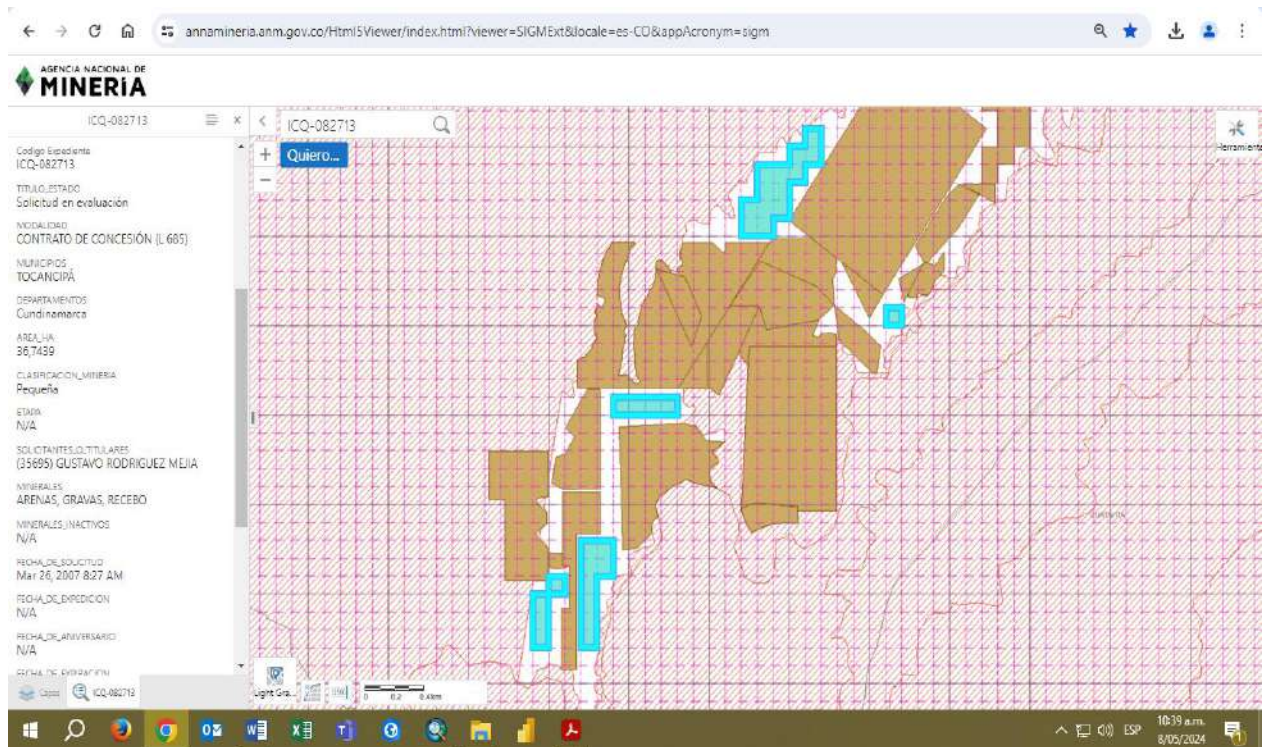 annamineria.anm.gov.co/Html5Viewer/index.html?viewer=SIGMExt&locale=es-CO&appAcronym=sigm
AGENCIA NACIONAL DE
MINERÍA
ICQ-082713
ICQ-082713
Quiero...
Herramienta
Codigo Expediente
ICQ-082713
TITULO_ESTADO
Solicitud en evaluación
MODALIDAD
CONTRATO DE CONCESIÓN (L 685)
MUNICIPIOS
TOCANCIPÁ
DEPARTAMENTOS
Cundinamarca
AREA_HA
36,7439
CLASIFICACION_MINERIA
Pequeña
ETAPA
N/A
SOLICITANTES_O_TITULARES
(35695) GUSTAVO RODRIGUEZ MEJIA
MINERALES
ARENAS, GRAVAS, RECEBO
MINERALES_INACTIVOS
N/A
FECHA_DE_SOLICITUD
Mar 26, 2007 8:27 AM
FECHA_DE_EXPEDICION
N/A
FECHA_DE_ANIVERSARIO
N/A
FECHA_DE_EXPIRACION
Capas
ICQ-082713
Light Gra...
0 0.2 0.4km
ESP
10:39 a.m.
8/05/2024